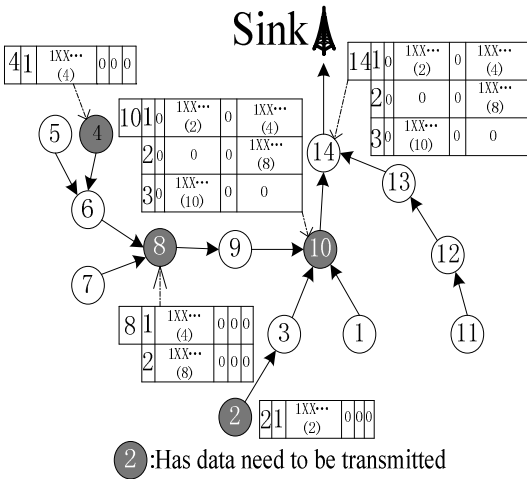 Sink
4 1 1XX··· (4) 0 0 0
14 1 0 1XX··· (2) 0 1XX··· (4)
2 0 0 0 1XX··· (8)
3 0 1XX··· (10) 0 0
10 1 0 1XX··· (2) 0 1XX··· (4)
2 0 0 0 1XX··· (8)
3 0 1XX··· (10) 0 0
5
4
14
13
6
8
9
10
12
7
8 1 1XX··· (4) 0 0 0
2 1XX··· (8) 0 0 0
3
1
11
2
2 1 1XX··· (2) 0 0 0
2 :Has data need to be transmitted